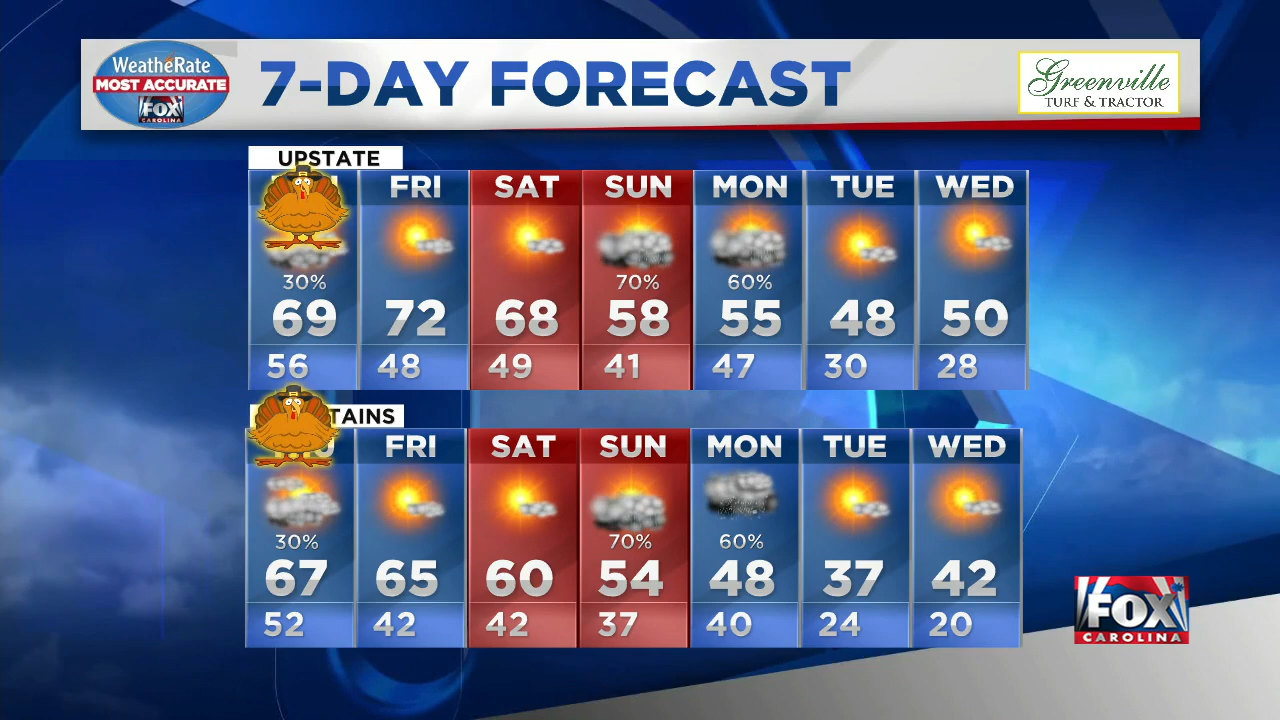 WeatheRate
MOST ACCURATE
FOX
CAROLINA
7-DAY FORECAST
Greenville
TURF & TRACTOR
UPSTATE
FRI SAT SUN MON TUE WED
30% 70% 60%
69 72 68 58 55 48 50
56 48 49 41 47 30 28
TAINS
U FRI SAT SUN MON TUE WED
30% 70% 60%
67 65 60 54 48 37 42
52 42 42 37 40 24 20
FOX
CAROLINA